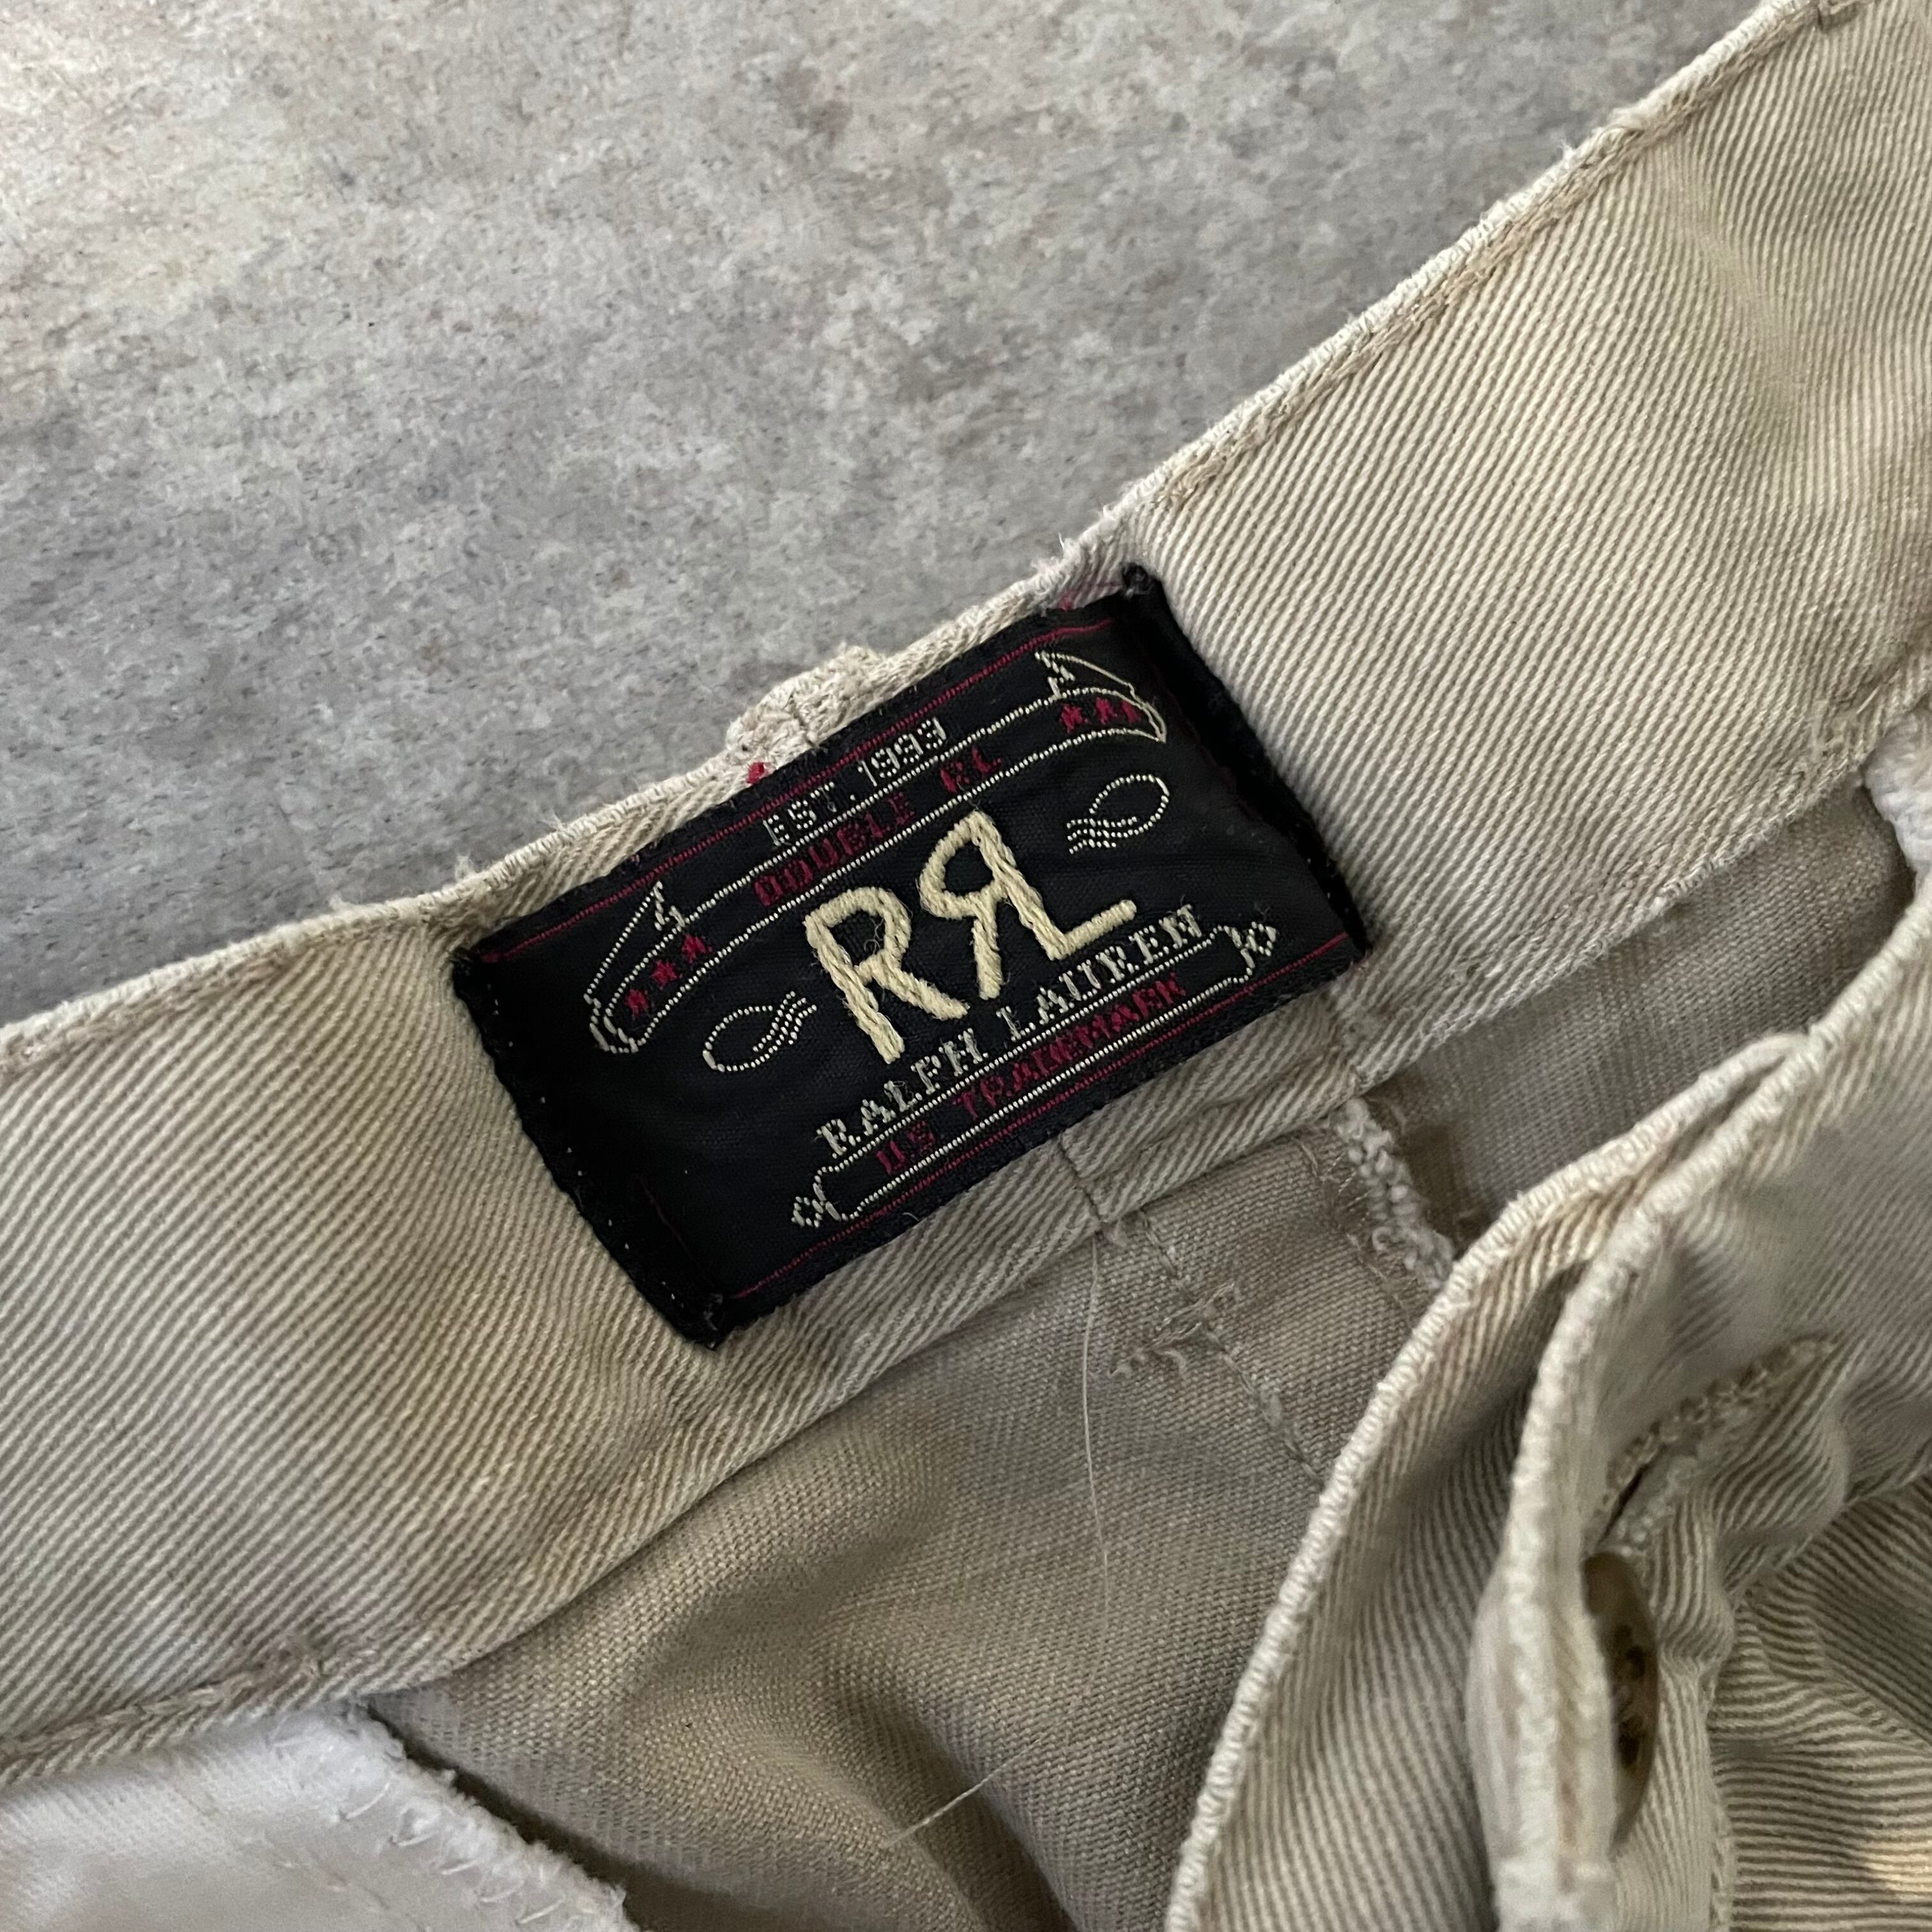 EST. 1993
DOUBLE RL
RRL
RALPH LAUREN
US TRADEMARK